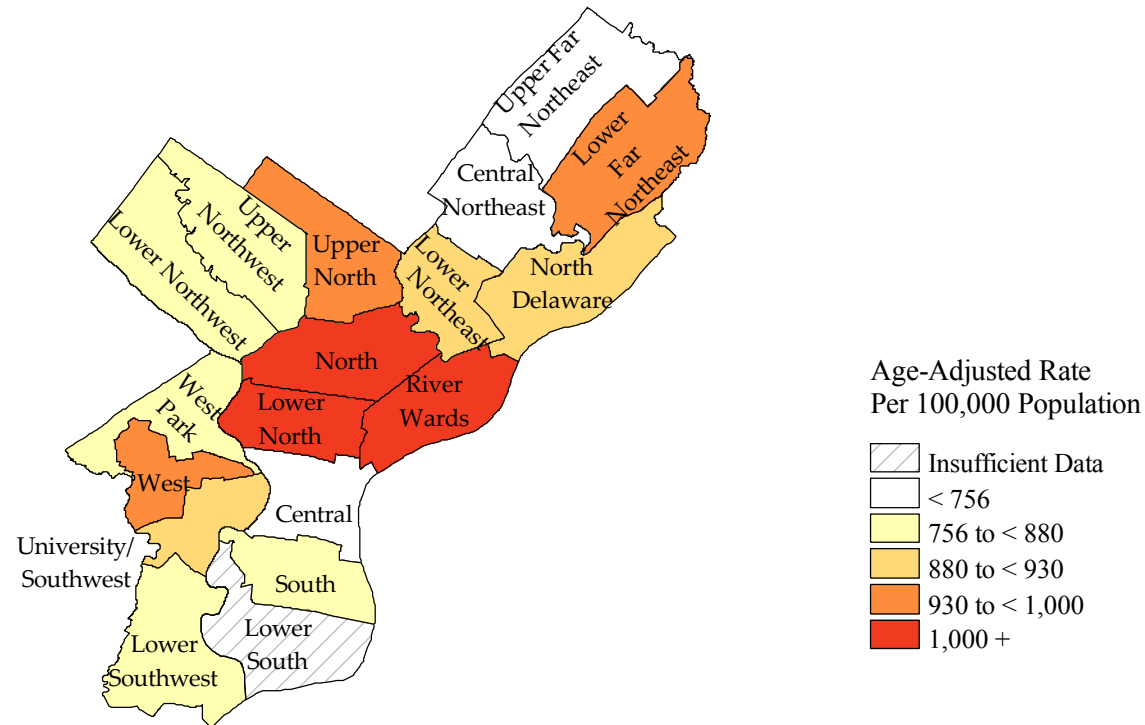 Upper Far
Northeast
Lower
Far
Northeast
Central
Northeast
Upper
Northwest
Lower Northwest
Upper
North
Lower
Northeast
North
Delaware
North
River
Wards
Lower
North
West
Park
West
Central
University/
Southwest
South
Lower
South
Lower
Southwest
Age-Adjusted Rate
Per 100,000 Population
Insufficient Data
< 756
756 to < 880
880 to < 930
930 to < 1,000
1,000 +